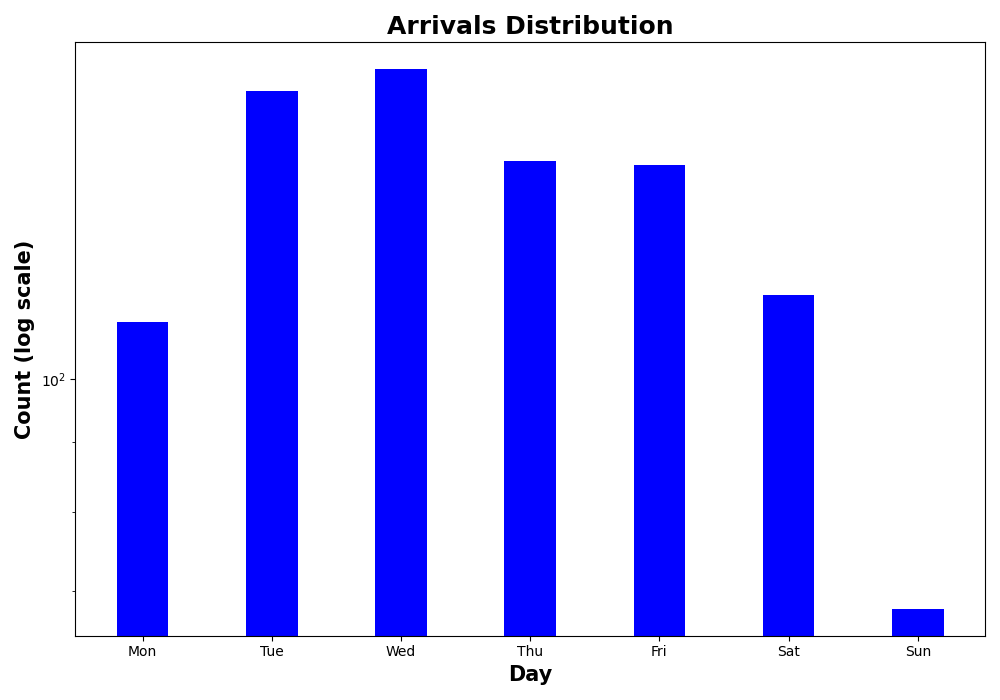 Arrivals Distribution
Count (log scale)
10²
Mon Tue Wed Thu Fri Sat Sun
Day